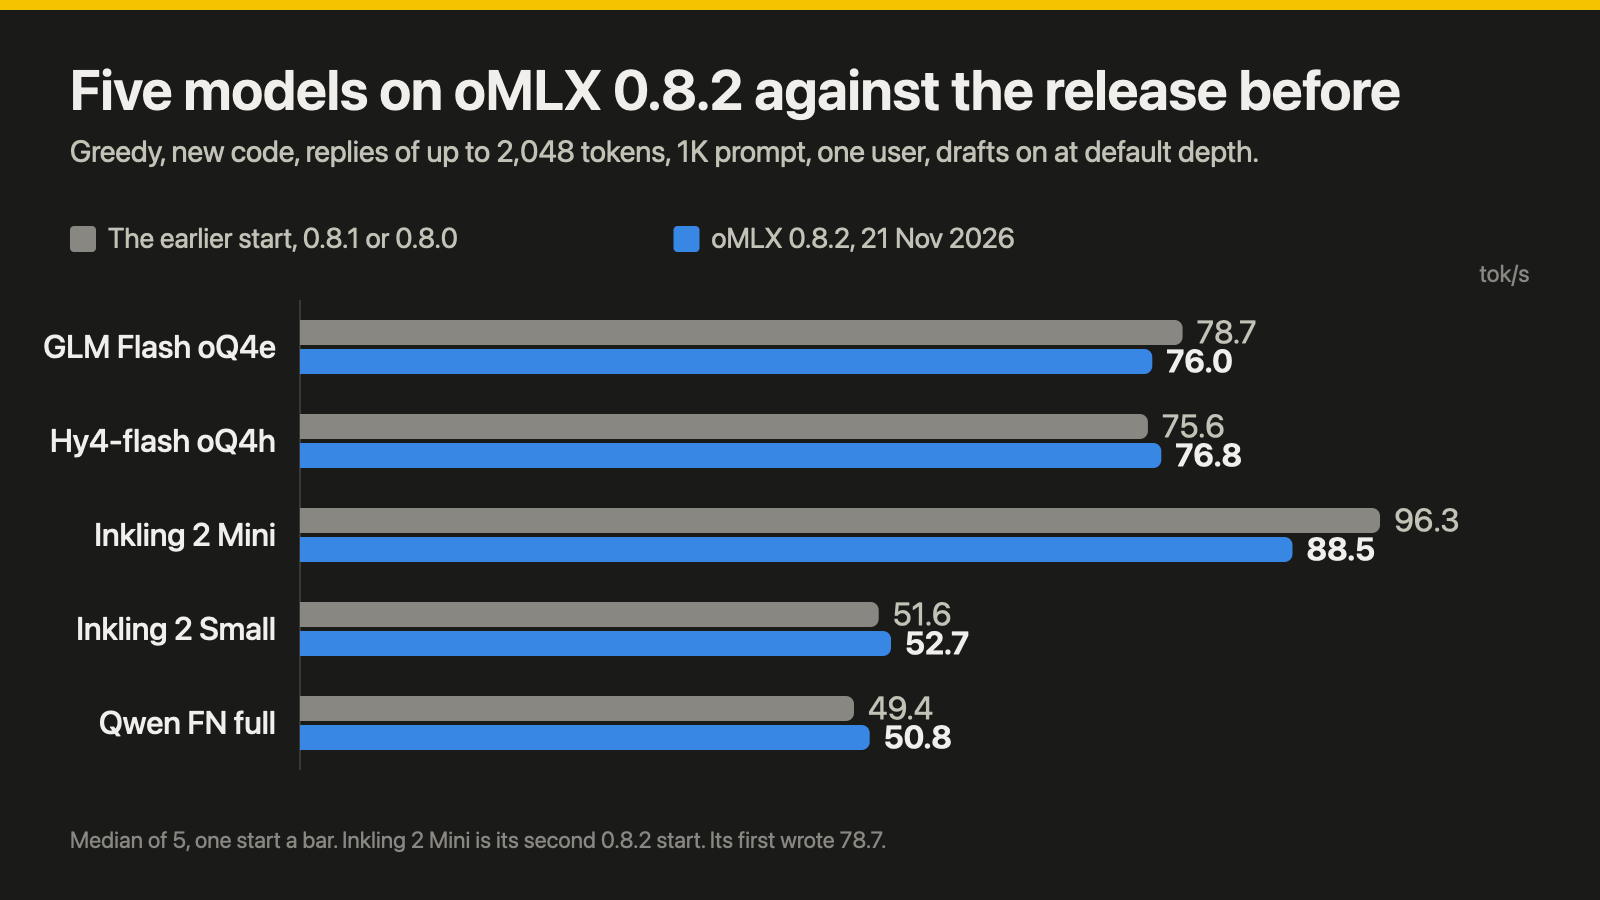 Five models on oMLX 0.8.2 against the release before
Greedy, new code, replies of up to 2,048 tokens, 1K prompt, one user, drafts on at default depth.
The earlier start, 0.8.1 or 0.8.0
oMLX 0.8.2, 21 Nov 2026
tok/s
GLM Flash oQ4e
78.7
76.0
Hy4-flash oQ4h
75.6
76.8
Inkling 2 Mini
96.3
88.5
Inkling 2 Small
51.6
52.7
Qwen FN full
49.4
50.8
Median of 5, one start a bar. Inkling 2 Mini is its second 0.8.2 start. Its first wrote 78.7.